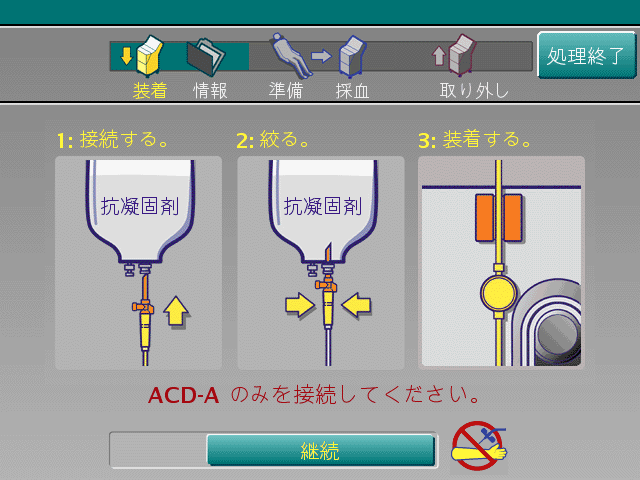 処理終了
装着 情報 準備 採血 取り外し
1: 接続する。 2: 絞る。 3: 装着する。
抗凝固剤 抗凝固剤
ACD-A のみを接続してください。
継続